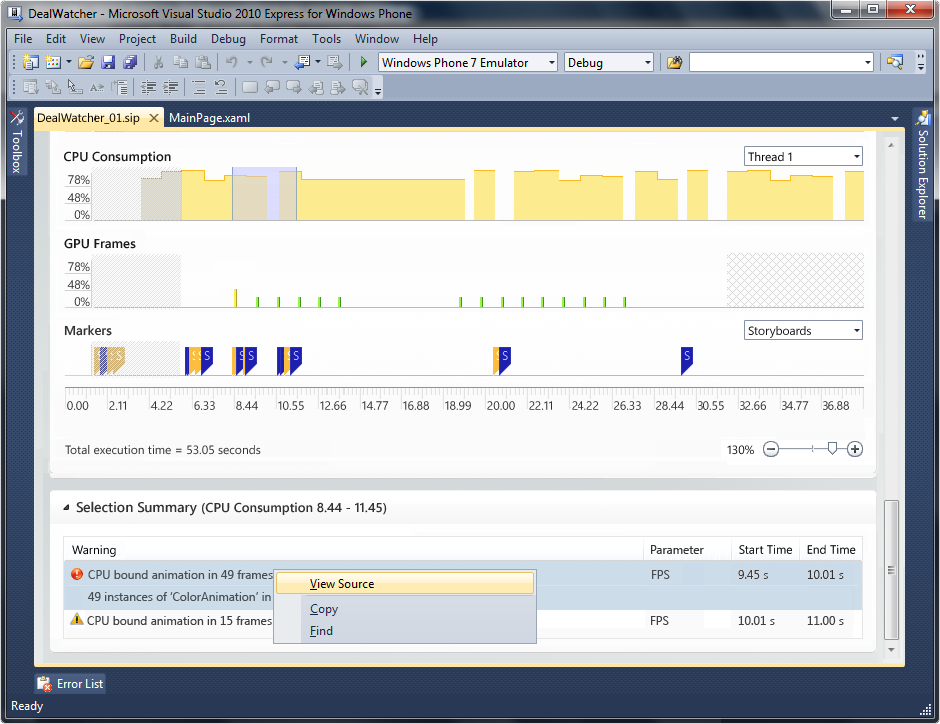 DealWatcher - Microsoft Visual Studio 2010 Express for Windows Phone
File Edit View Project Build Debug Format Tools Window Help
Windows Phone 7 Emulator Debug
Toolbox
DealWatcher_01.sip MainPage.xaml
Solution Explorer
CPU Consumption Thread 1
78%
48%
0%
GPU Frames
78%
48%
0%
Markers Storyboards
S S S S S S S S S
0.00 2.11 4.22 6.33 8.44 10.55 12.66 14.77 16.88 18.99 20.00 22.11 24.22 26.33 28.44 30.55 32.66 34.77 36.88
Total execution time = 53.05 seconds 130%
Selection Summary (CPU Consumption 8.44 - 11.45)
Warning Parameter Start Time End Time
CPU bound animation in 49 frames FPS 9.45 s 10.01 s
49 instances of 'ColorAnimation' in
CPU bound animation in 15 frames FPS 10.01 s 11.00 s
View Source
Copy
Find
Error List
Ready